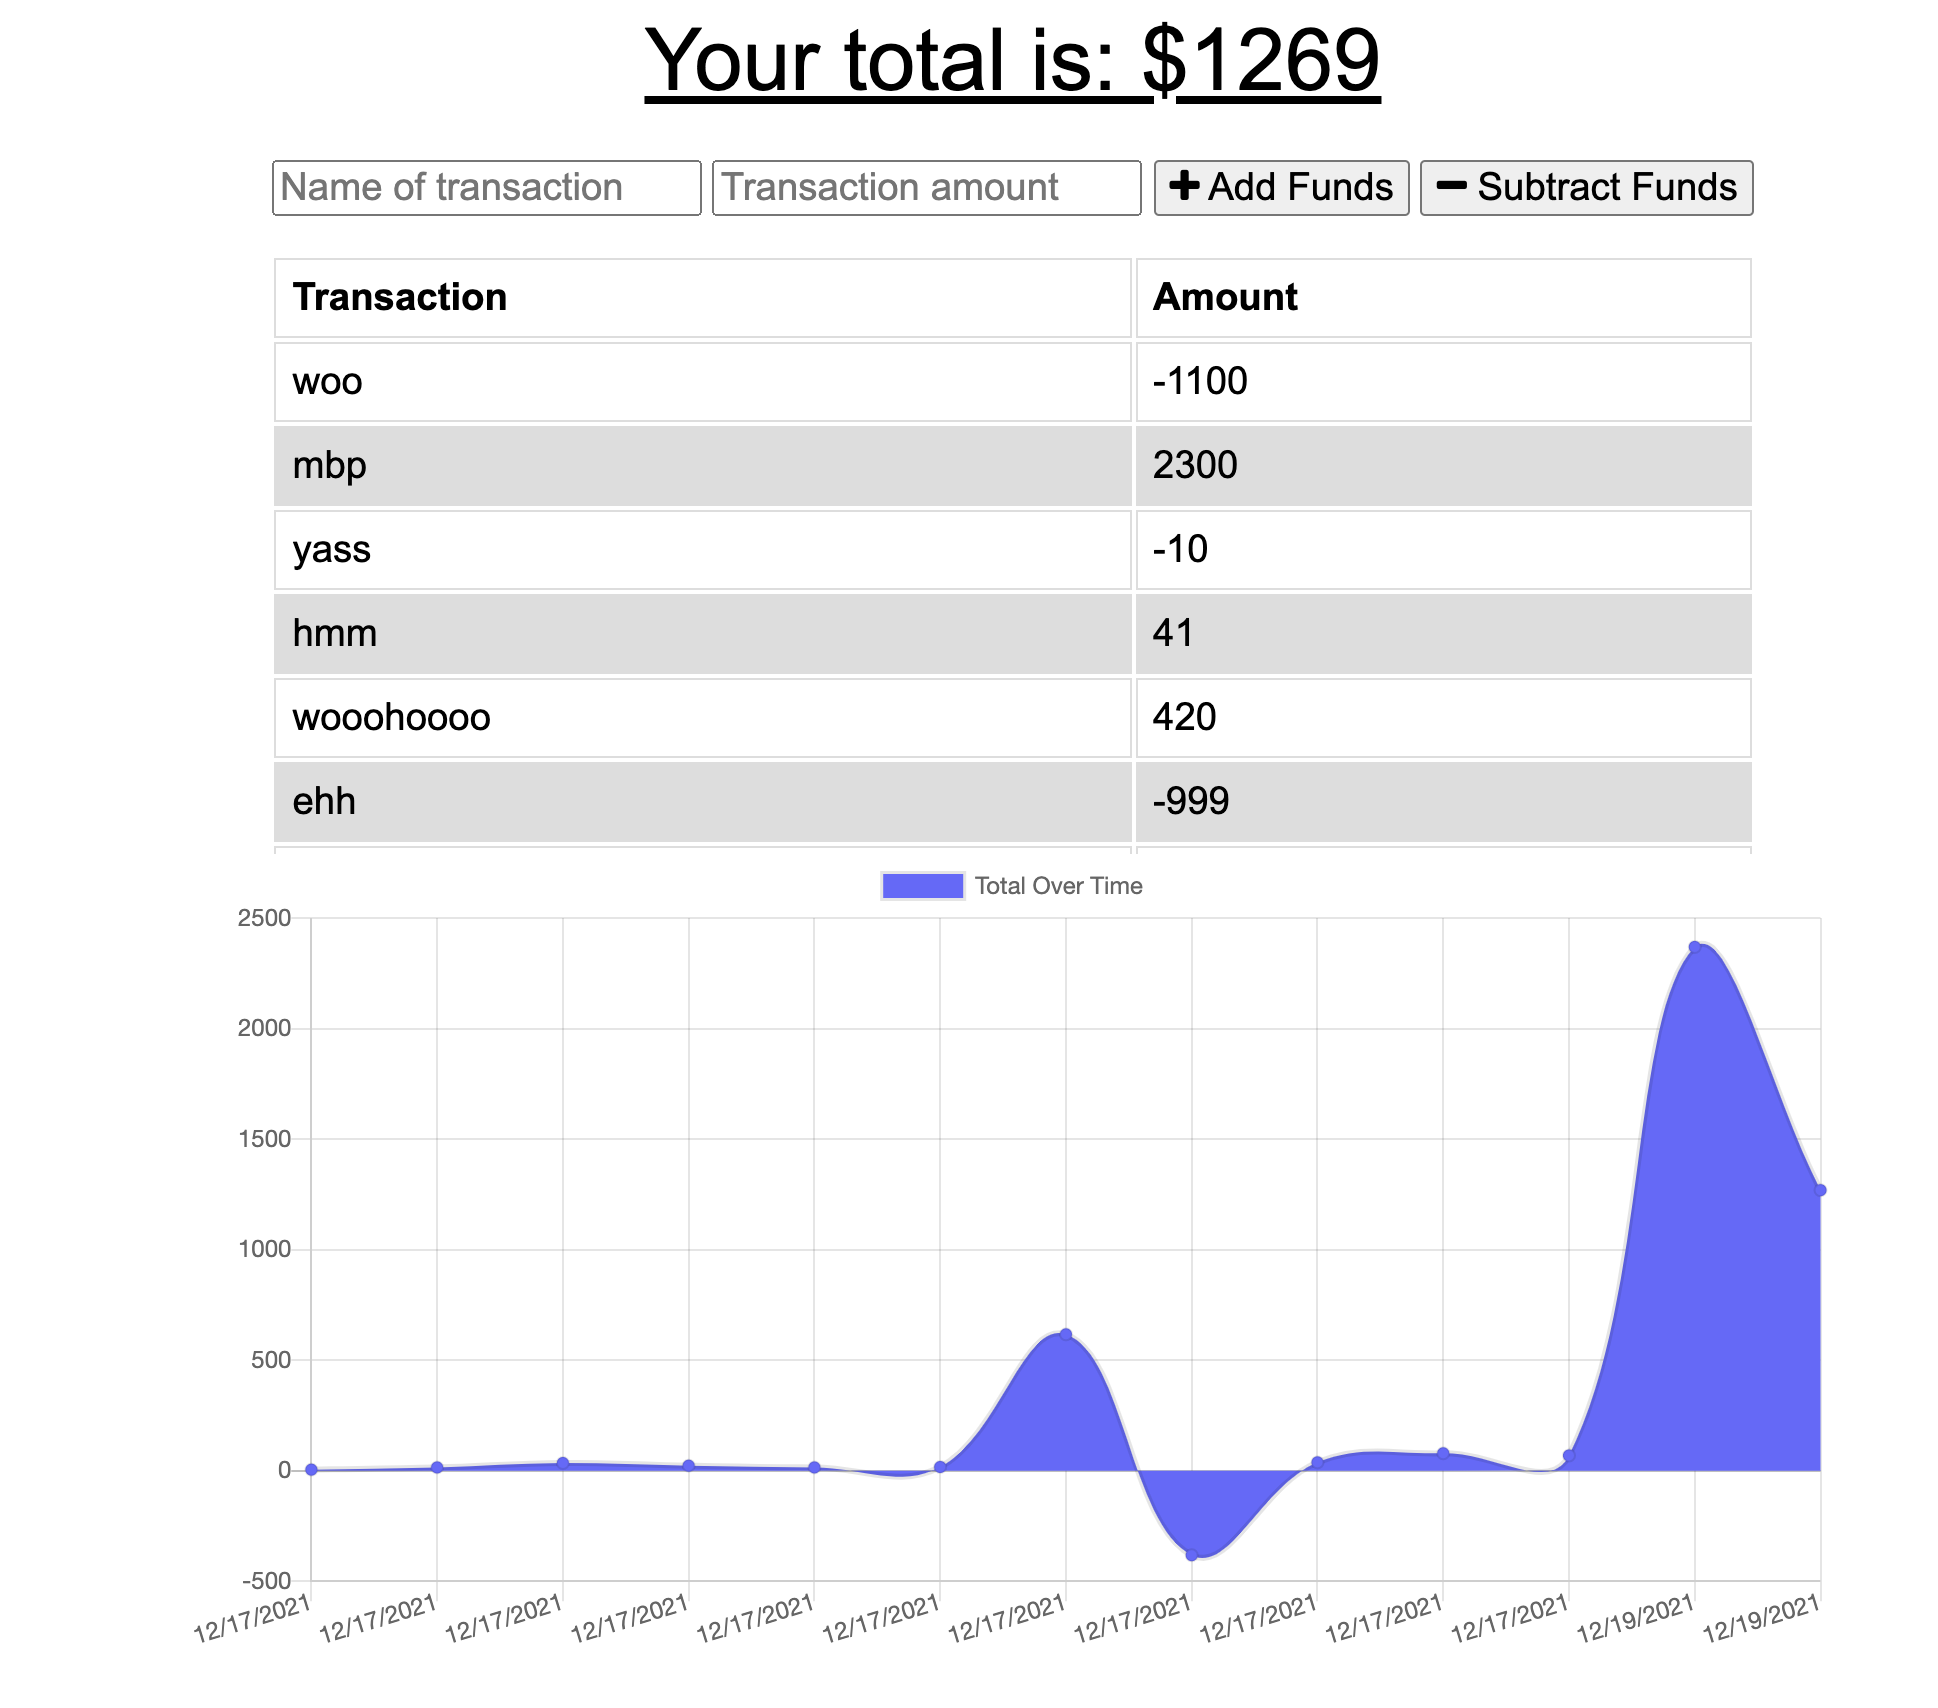 Your total is: $1269
Name of transaction Transaction amount Add Funds Subtract Funds
Transaction Amount
woo -1100
mbp 2300
yass -10
hmm 41
wooohoooo 420
ehh -999
Total Over Time
2500
2000
1500
1000
500
0
-500
12/17/2021 12/17/2021 12/17/2021 12/17/2021 12/17/2021 12/17/2021 12/17/2021 12/17/2021 12/17/2021 12/17/2021 12/17/2021 12/19/2021 12/19/2021